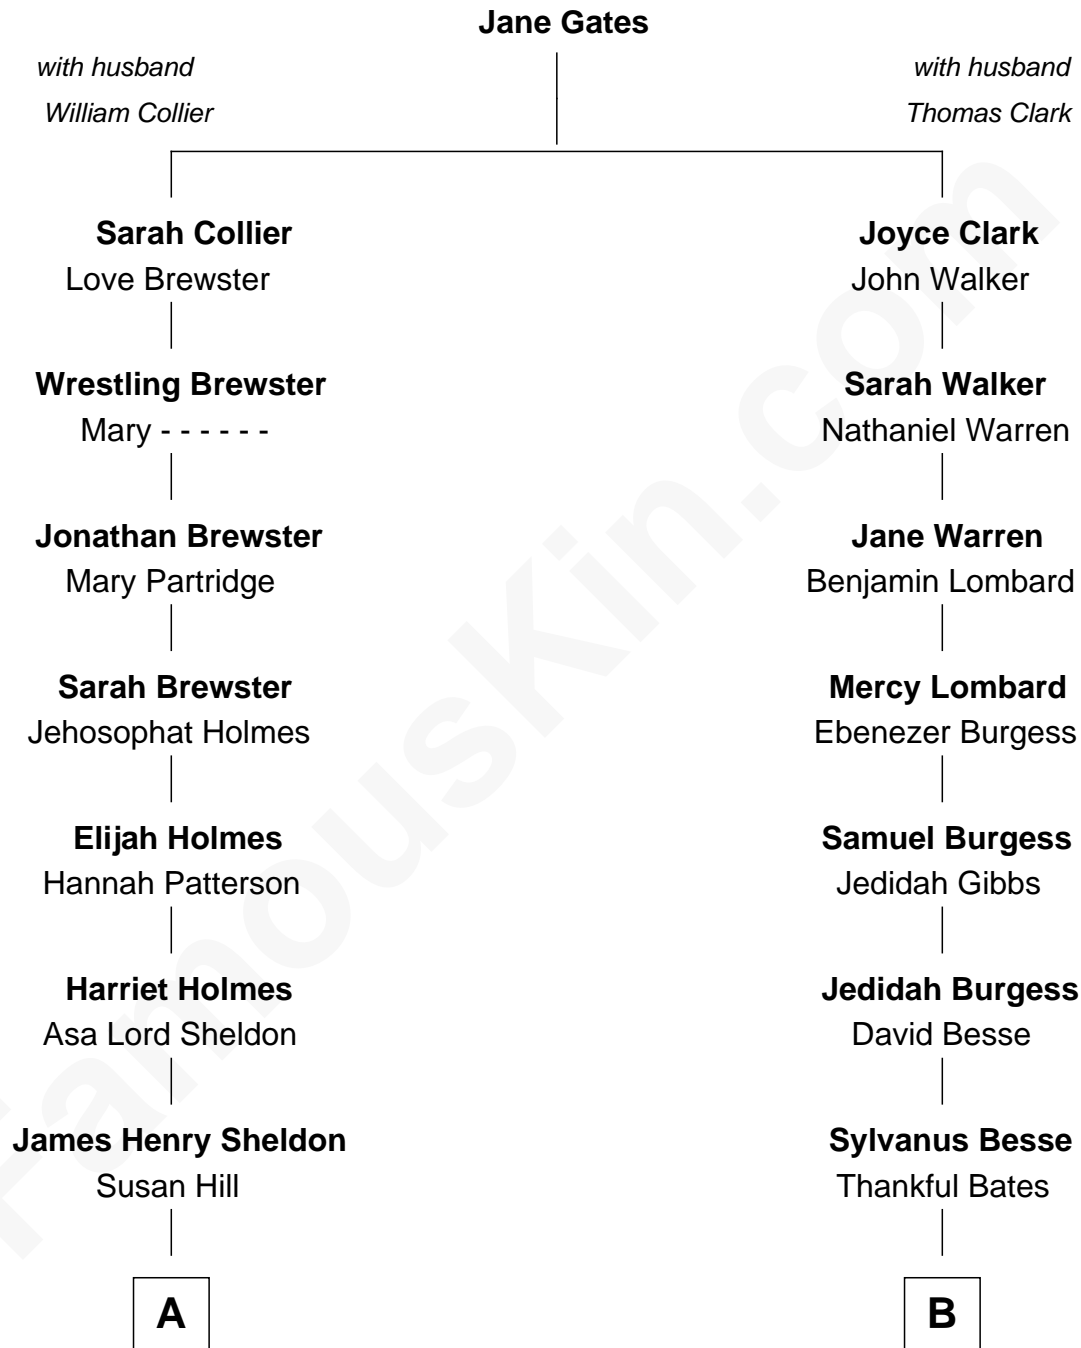 Jane Gates
with husband
William Collier
with husband
Thomas Clark
Sarah Collier
Love Brewster
Joyce Clark
John Walker
Wrestling Brewster
Mary - - - - - -
Sarah Walker
Nathaniel Warren
Jonathan Brewster
Mary Partridge
Jane Warren
Benjamin Lombard
Sarah Brewster
Jehosophat Holmes
Mercy Lombard
Ebenezer Burgess
Elijah Holmes
Hannah Patterson
Samuel Burgess
Jedidah Gibbs
Harriet Holmes
Asa Lord Sheldon
Jedidah Burgess
David Besse
James Henry Sheldon
Susan Hill
Sylvanus Besse
Thankful Bates
A
B
FamousKin.com